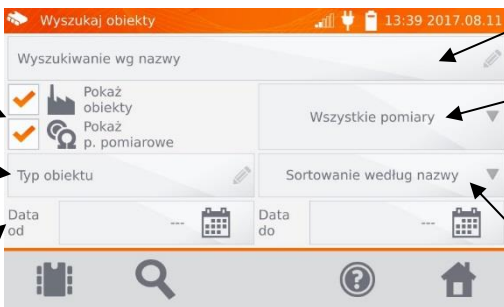 Wyszukaj obiekty 13:39 2017.08.11
Wyszukiwanie wg nazwy
Pokaż
obiekty
Pokaż
p. pomiarowe
Wszystkie pomiary
Typ obiektu
Sortowanie według nazwy
Data
od
---
Data
do
---